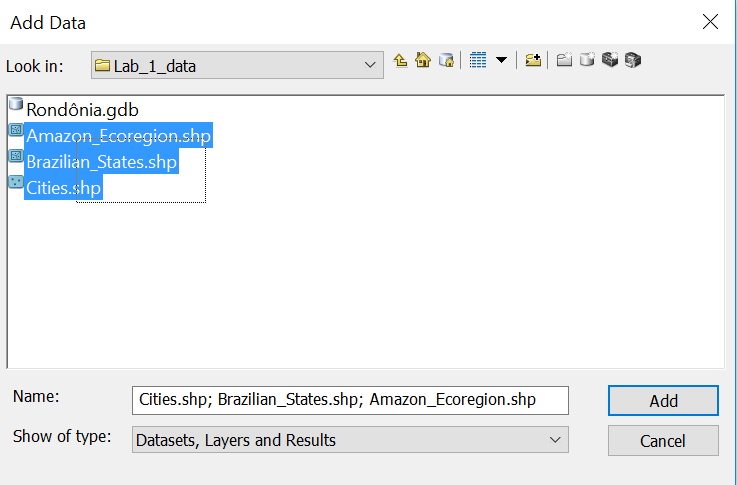 Add Data
Look in: Lab_1_data
Rondônia.gdb
Amazon_Ecoregion.shp
Brazilian_States.shp
Cities.shp
Name: Cities.shp; Brazilian_States.shp; Amazon_Ecoregion.shp Add
Show of type: Datasets, Layers and Results Cancel